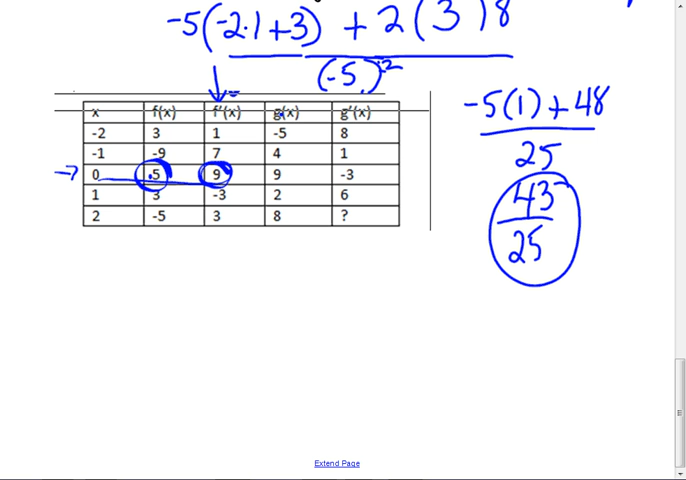 -5(-2·1+3) + 2(3)8
(-5)²
-5(1)+48
25
43
25
x f(x) f'(x) g(x) g'(x)
-2 3 1 -5 8
-1 -9 7 4 1
0 5 9 9 -3
1 3 -3 2 6
2 -5 3 8 ?
Extend Page